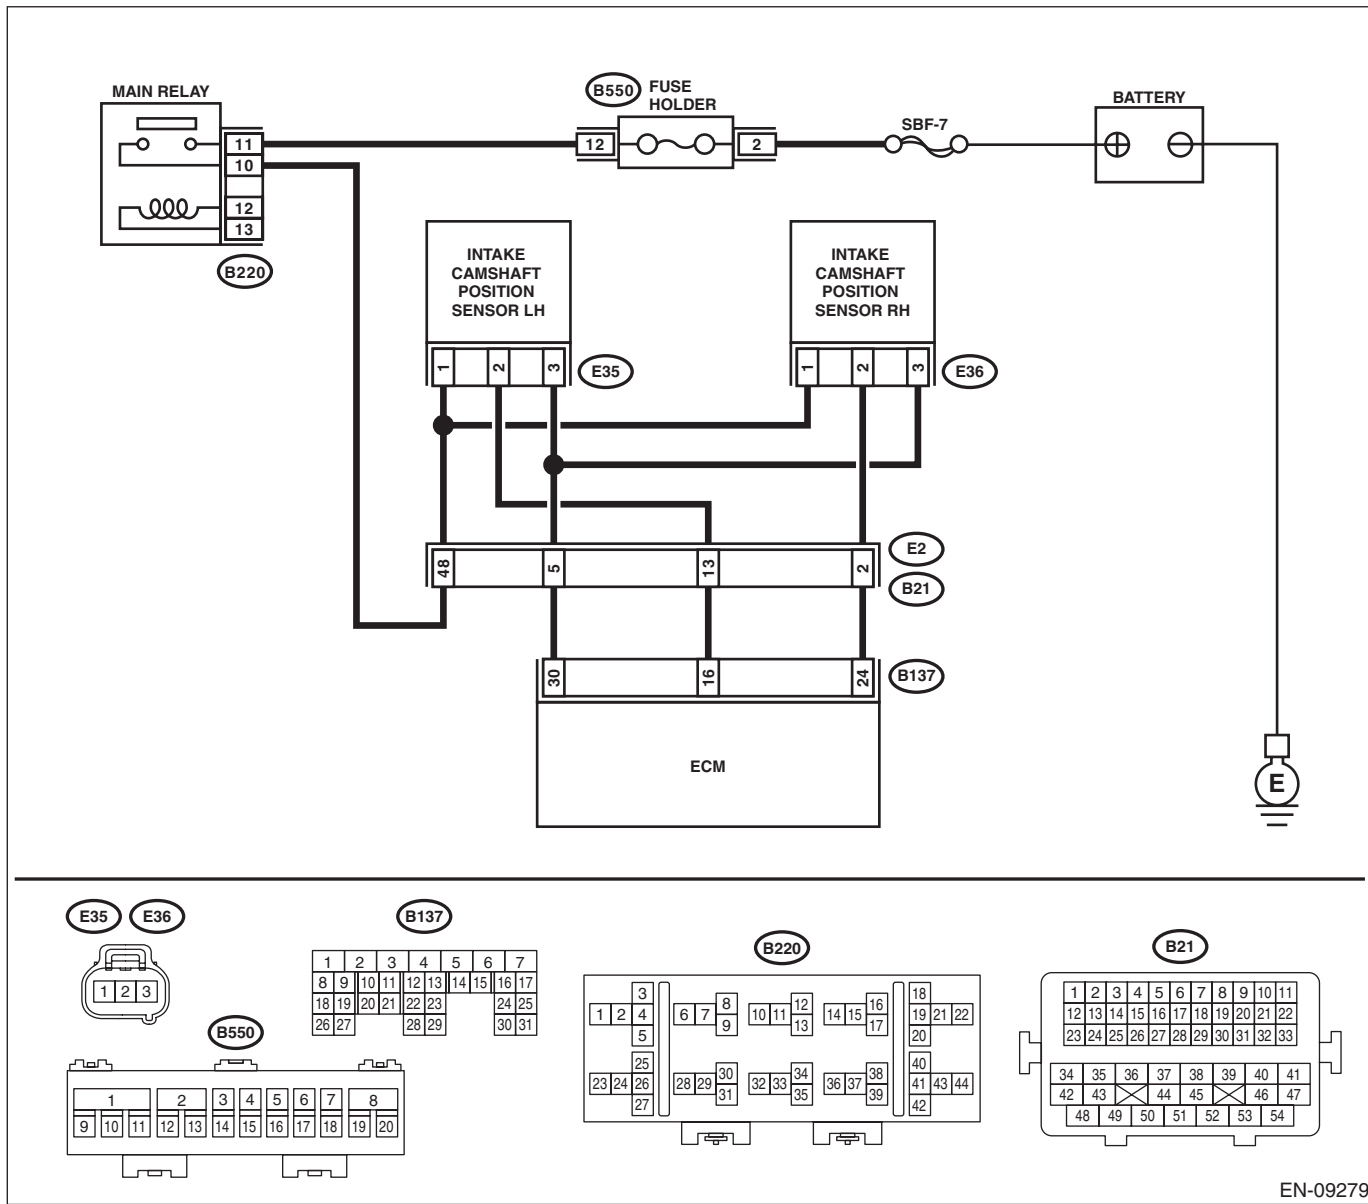 MAIN RELAY
B550 FUSE
HOLDER
SBF-7
BATTERY
11
10
12
13
B220
12
2
INTAKE
CAMSHAFT
POSITION
SENSOR LH
INTAKE
CAMSHAFT
POSITION
SENSOR RH
1 2 3 E35
1 2 3 E36
48 5 13 2
E2
B21
30 16 24 B137
ECM
E
E35 E36
1 2 3
B137
1 2 3 4 5 6 7
8 9 10 11 12 13 14 15 16 17
18 19 20 21 22 23 24 25
26 27 28 29 30 31
B550
1 2 3 4 5 6 7 8
9 10 11 12 13 14 15 16 17 18 19 20
B220
3 8 12 16 18
1 2 4 6 7 10 11 14 15 19 21 22
5 9 13 17 20
25 30 34 38 40
23 24 26 28 29 32 33 36 37 41 43 44
27 31 35 39 42
B21
1 2 3 4 5 6 7 8 9 10 11
12 13 14 15 16 17 18 19 20 21 22
23 24 25 26 27 28 29 30 31 32 33
34 35 36 37 38 39 40 41
42 43 44 45 46 47
48 49 50 51 52 53 54
EN-09279